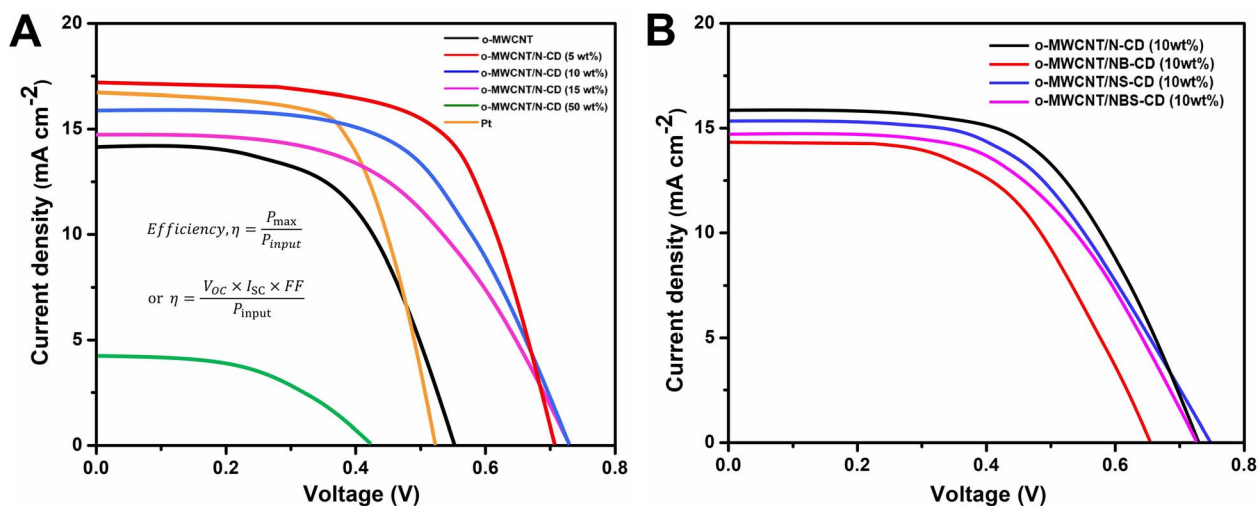 A
20
15
10
5
0
Current density (mA cm⁻²)
o-MWCNT
o-MWCNT/N-CD (5 wt%)
o-MWCNT/N-CD (10 wt%)
o-MWCNT/N-CD (15 wt%)
o-MWCNT/N-CD (50 wt%)
Pt
Efficiency, η = P_max / P_input
or η = V_OC × I_SC × FF / P_input
0.0 0.2 0.4 0.6 0.8
Voltage (V)
B
20
15
10
5
0
Current density (mA cm⁻²)
o-MWCNT/N-CD (10wt%)
o-MWCNT/NB-CD (10wt%)
o-MWCNT/NS-CD (10wt%)
o-MWCNT/NBS-CD (10wt%)
0.0 0.2 0.4 0.6 0.8
Voltage (V)